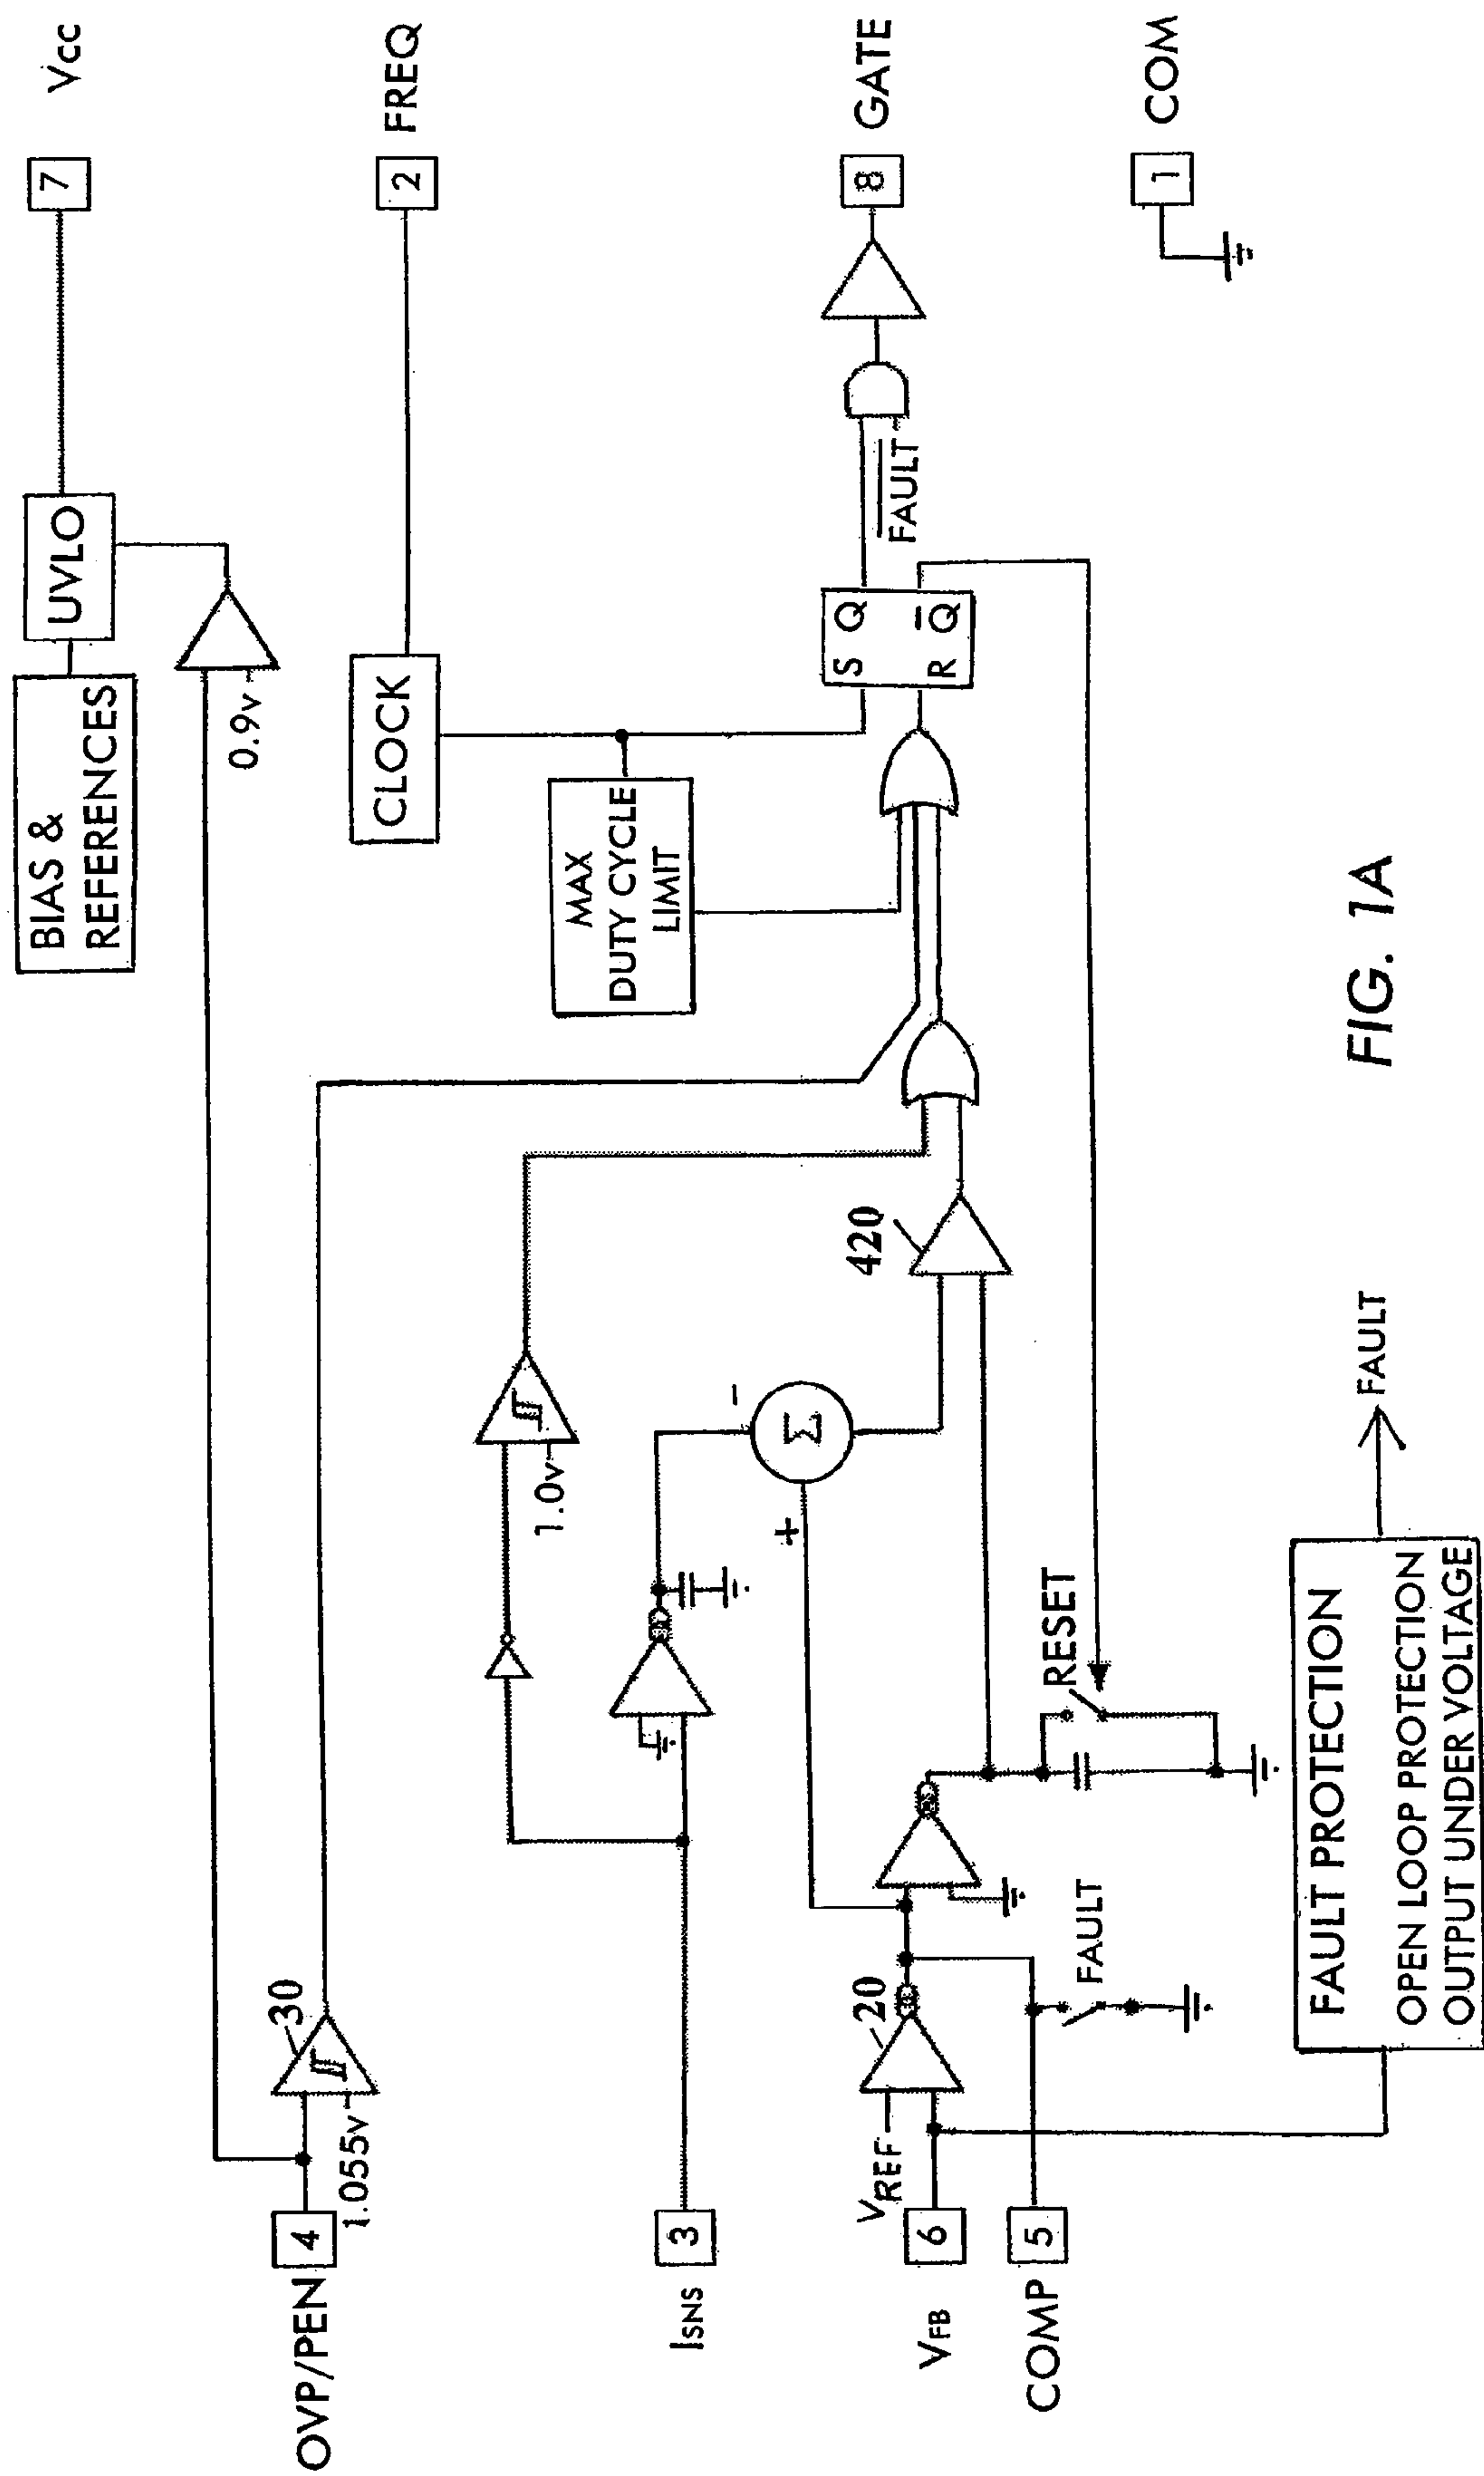 Vcc
7
UVLO
BIAS &
REFERENCES
0.9v
FREQ
2
CLOCK
MAX
DUTY CYCLE
LIMIT
OVP/PEN
4
1.055v
30
ISNS
3
1.0v
-
+
Σ
420
S Q
R Q̅
F̅A̅U̅L̅T̅
8
GATE
1
COM
VREF
20
VFB
6
COMP
5
FAULT
RESET
FAULT PROTECTION
OPEN LOOP PROTECTION
OUTPUT UNDER VOLTAGE
FAULT
FIG. 1A